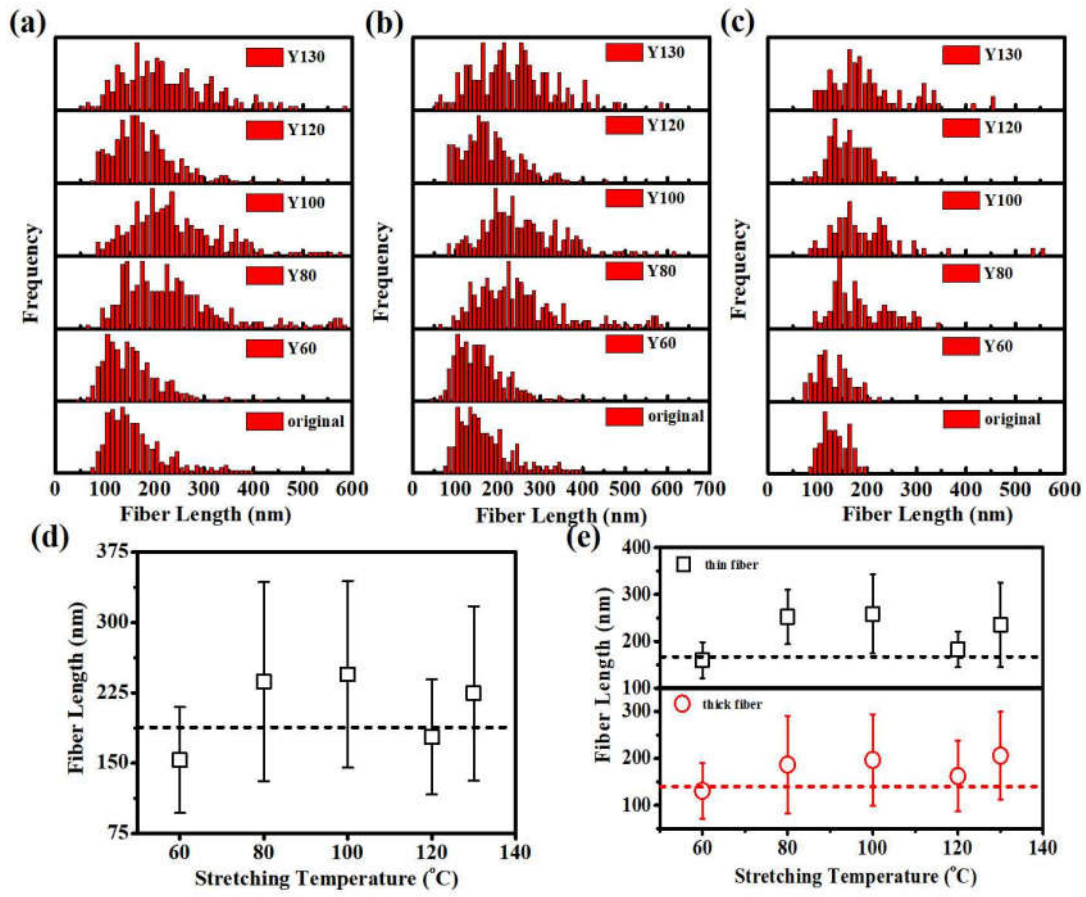 (a)
Y130
Y120
Y100
Y80
Y60
original
Frequency
0 100 200 300 400 500 600
Fiber Length (nm)
(b)
Y130
Y120
Y100
Y80
Y60
original
Frequency
0 100 200 300 400 500 600 700
Fiber Length (nm)
(c)
Y130
Y120
Y100
Y80
Y60
original
Frequency
0 100 200 300 400 500 600
Fiber Length (nm)
(d)
375
300
225
150
75
Fiber Length (nm)
60 80 100 120 140
Stretching Temperature (°C)
(e)
400
300
200
100
thin fiber
300
200
100
thick fiber
Fiber Length (nm)
60 80 100 120 140
Stretching Temperature (°C)